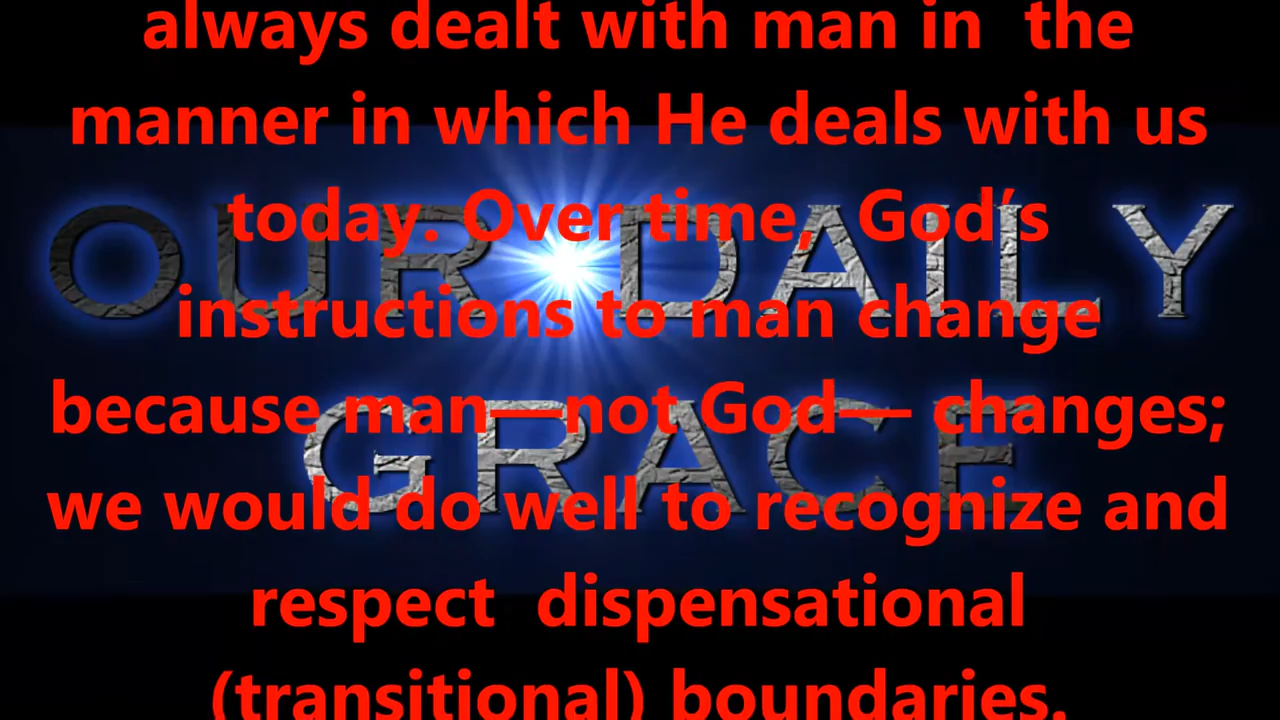 always dealt with man in  the
manner in which He deals with us
today. Over time,  God's
instructions to man change
because man—not God— changes;
we would do well to recognize and
respect  dispensational
(transitional) boundaries.
OUR DAILY
GRACE